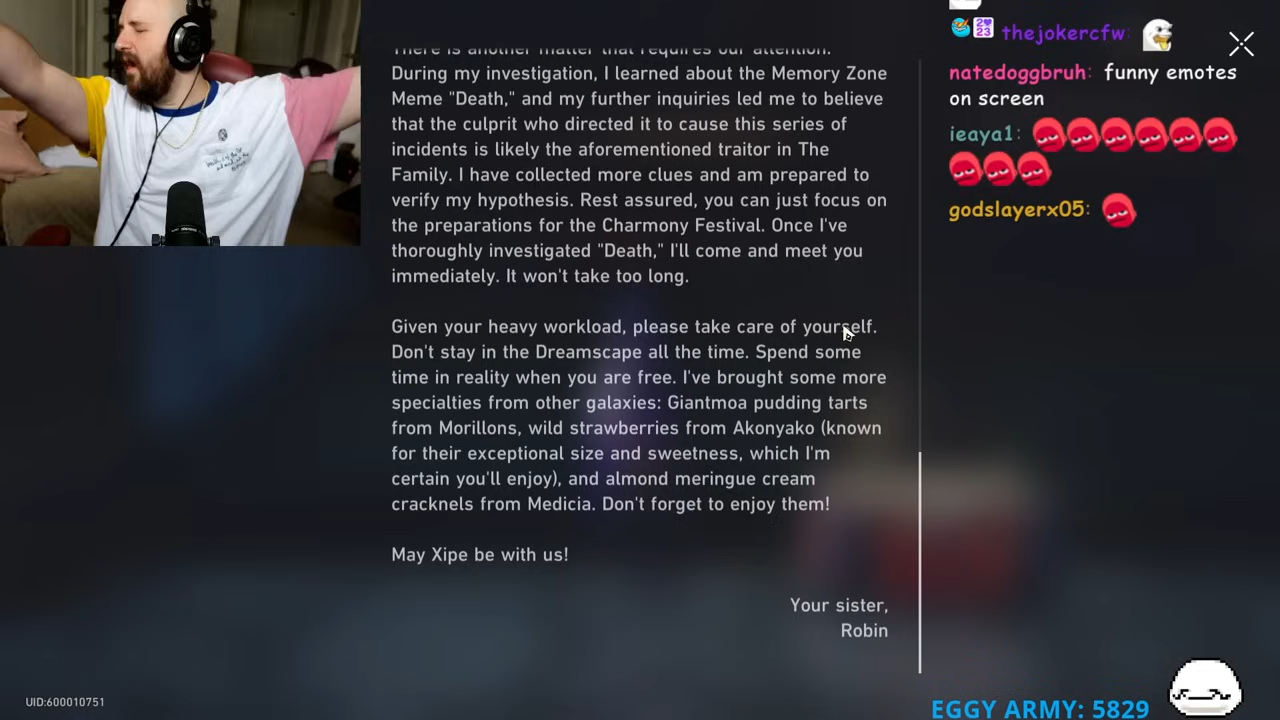 There is another matter that requires our attention.
During my investigation, I learned about the Memory Zone
Meme "Death," and my further inquiries led me to believe
that the culprit who directed it to cause this series of
incidents is likely the aforementioned traitor in The
Family. I have collected more clues and am prepared to
verify my hypothesis. Rest assured, you can just focus on
the preparations for the Charmony Festival. Once I've
thoroughly investigated "Death," I'll come and meet you
immediately. It won't take too long.
Given your heavy workload, please take care of yourself.
Don't stay in the Dreamscape all the time. Spend some
time in reality when you are free. I've brought some more
specialties from other galaxies: Giantmoa pudding tarts
from Morillons, wild strawberries from Akonyako (known
for their exceptional size and sweetness, which I'm
certain you'll enjoy), and almond meringue cream
cracknels from Medicia. Don't forget to enjoy them!
May Xipe be with us!
Your sister,
Robin
thejokercfw:
natedoggbruh: funny emotes
on screen
ieaya1:
godslayerx05:
UID:600010751
EGGY ARMY: 5829